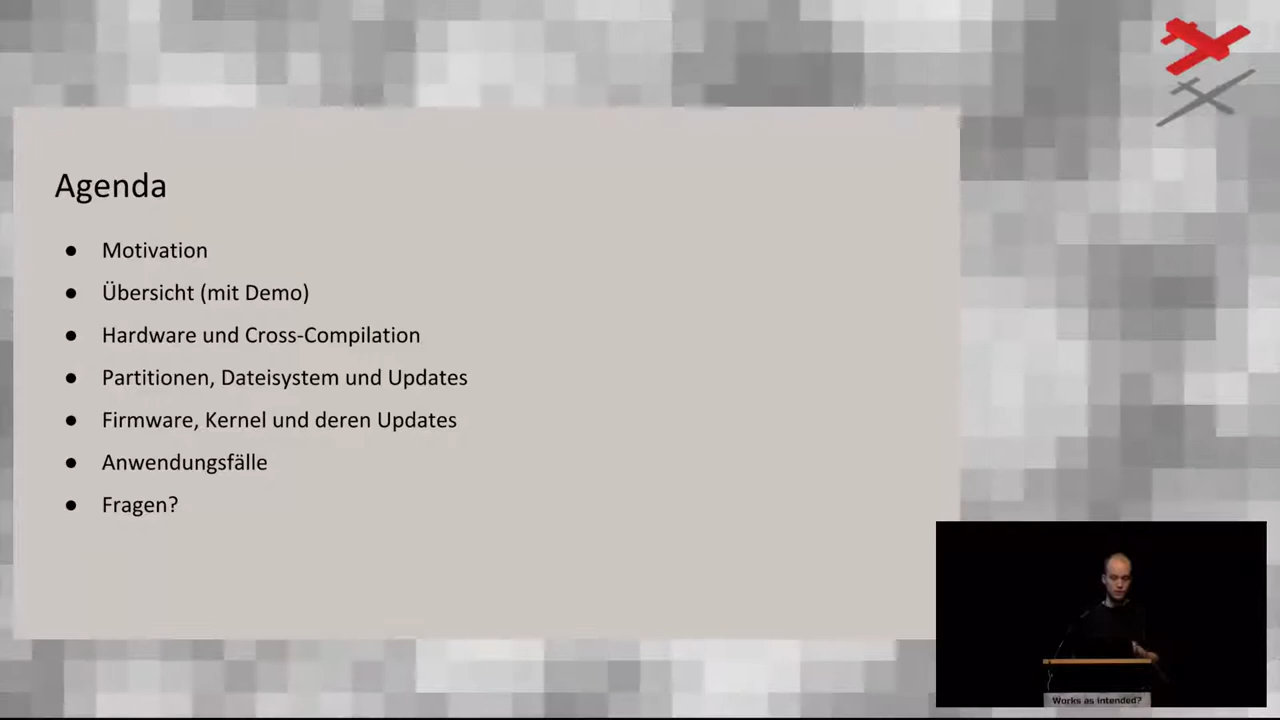 Agenda
● Motivation
● Übersicht (mit Demo)
● Hardware und Cross-Compilation
● Partitionen, Dateisystem und Updates
● Firmware, Kernel und deren Updates
● Anwendungsfälle
● Fragen?
Works as intended?